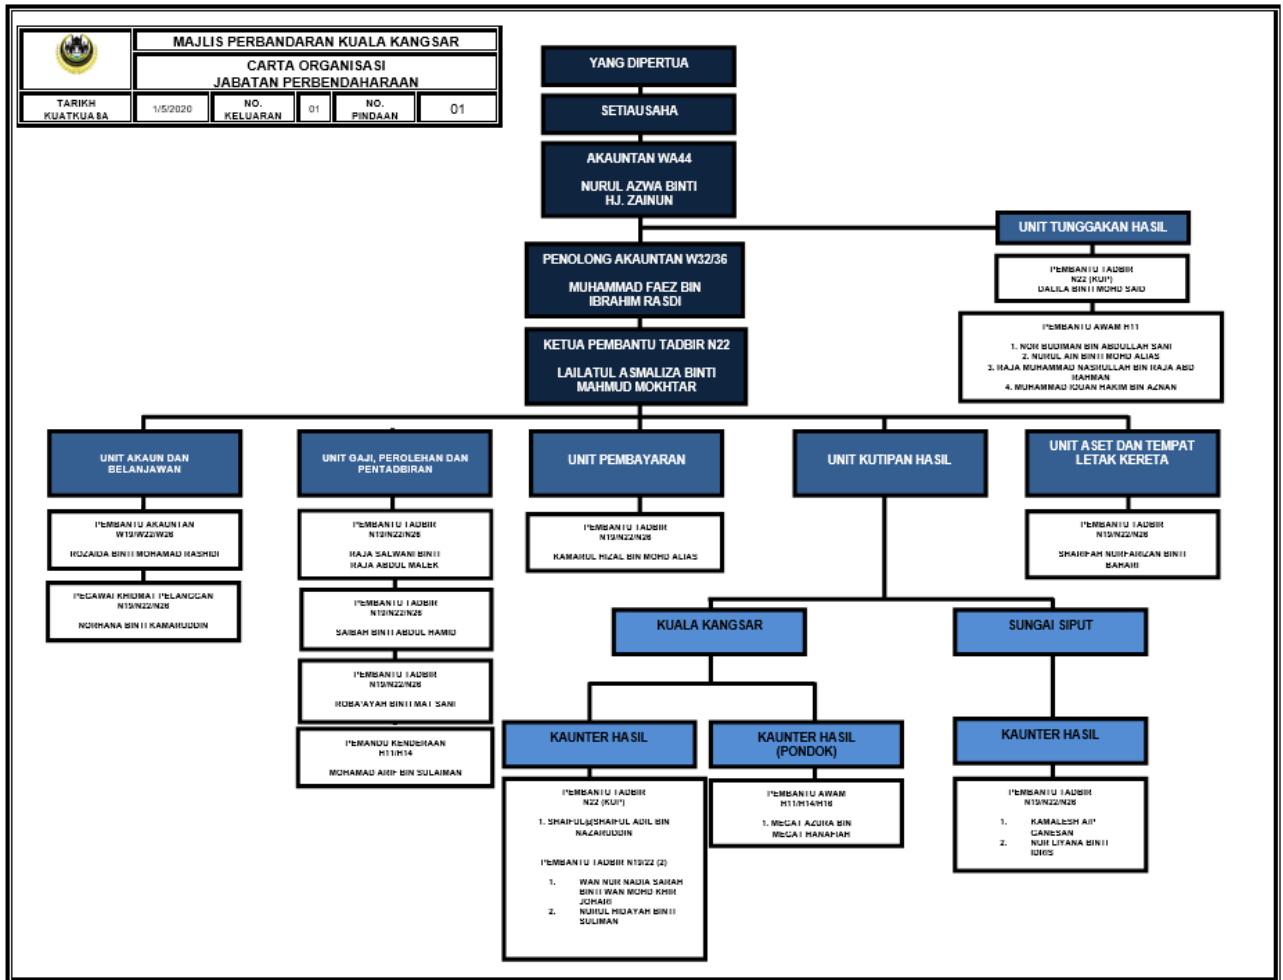 MAJLIS PERBANDARAN KUALA KANGSAR
CARTA ORGANISASI
JABATAN PERBENDAHARAAN
TARIKH KUATKUASA
1/5/2020
NO. KELUARAN
01
NO. PINDAAN
01
YANG DIPERTUA
SETIAUSAHA
AKAUNTAN WA44
NURUL AZWA BINTI
HJ. ZAINUN
UNIT TUNGGAKAN HASIL
PEMBANTU TADBIR
N22 (KUP)
DALILA BINTI MOHD SAID
PEMBANTU AWAM H11
1. NOR BUDIMAN BIN ABDULLAH SANI
2. NURUL AIN BINTI MOHD ALIAS
3. RAJA MUHAMMAD NASRULLAH BIN RAJA ABD
RAHMAN
4. MUHAMMAD IQUAN HAKIM BIN AZNAN
PENOLONG AKAUNTAN W32/36
MUHAMMAD FAEZ BIN
IBRAHIM RASDI
KETUA PEMBANTU TADBIR N22
LAILATUL ASMALIZA BINTI
MAHMUD MOKHTAR
UNIT AKAUN DAN
BELANJAWAN
PEMBANTU AKAUNTAN
W19/W22/W26
ROZAIDA BINTI MOHAMAD RASHIDI
PEGAWAI KHIDMAT PELANGGAN
N19/N22/N26
NORHANA BINTI KAMARUDDIN
UNIT GAJI, PEROLEHAN DAN
PENTADBIRAN
PEMBANTU TADBIR
N19/N22/N26
RAJA SALWANI BINTI
RAJA ABDUL MALEK
PEMBANTU TADBIR
N19/N22/N26
SAIBAH BINTI ABDUL HAMID
PEMBANTU TADBIR
N19/N22/N26
ROBA'AYAH BINTI MAT SANI
PEMANDU KENDERAAN
H11/H14
MOHAMAD ARIF BIN SULAIMAN
UNIT PEMBAYARAN
PEMBANTU TADBIR
N19/N22/N26
KAMARUL HIZAL BIN MOHD ALIAS
UNIT KUTIPAN HASIL
KUALA KANGSAR
KAUNTER HASIL
PEMBANTU TADBIR
N22 (KUP)
1. SHAIFUL@SHAIFUL ADIL BIN
NAZARUDDIN
PEMBANTU TADBIR N19/22 (2)
1. WAN NUR NADIA SARAH
BINTI WAN MOHD KHIR
JOHARI
2. NURUL HIDAYAH BINTI
SULIMAN
KAUNTER HASIL
(PONDOK)
PEMBANTU AWAM
H11/H14/H16
1. MEGAT AZURA BIN
MEGAT HANAFIAH
SUNGAI SIPUT
KAUNTER HASIL
PEMBANTU TADBIR
N19/N22/N26
1. KAMALESH A/P
GANESAN
2. NUR LIYANA BINTI
IDRIS
UNIT ASET DAN TEMPAT
LETAK KERETA
PEMBANTU TADBIR
N19/N22/N26
SHARIFAH NURFARIZAN BINTI
BAHARI